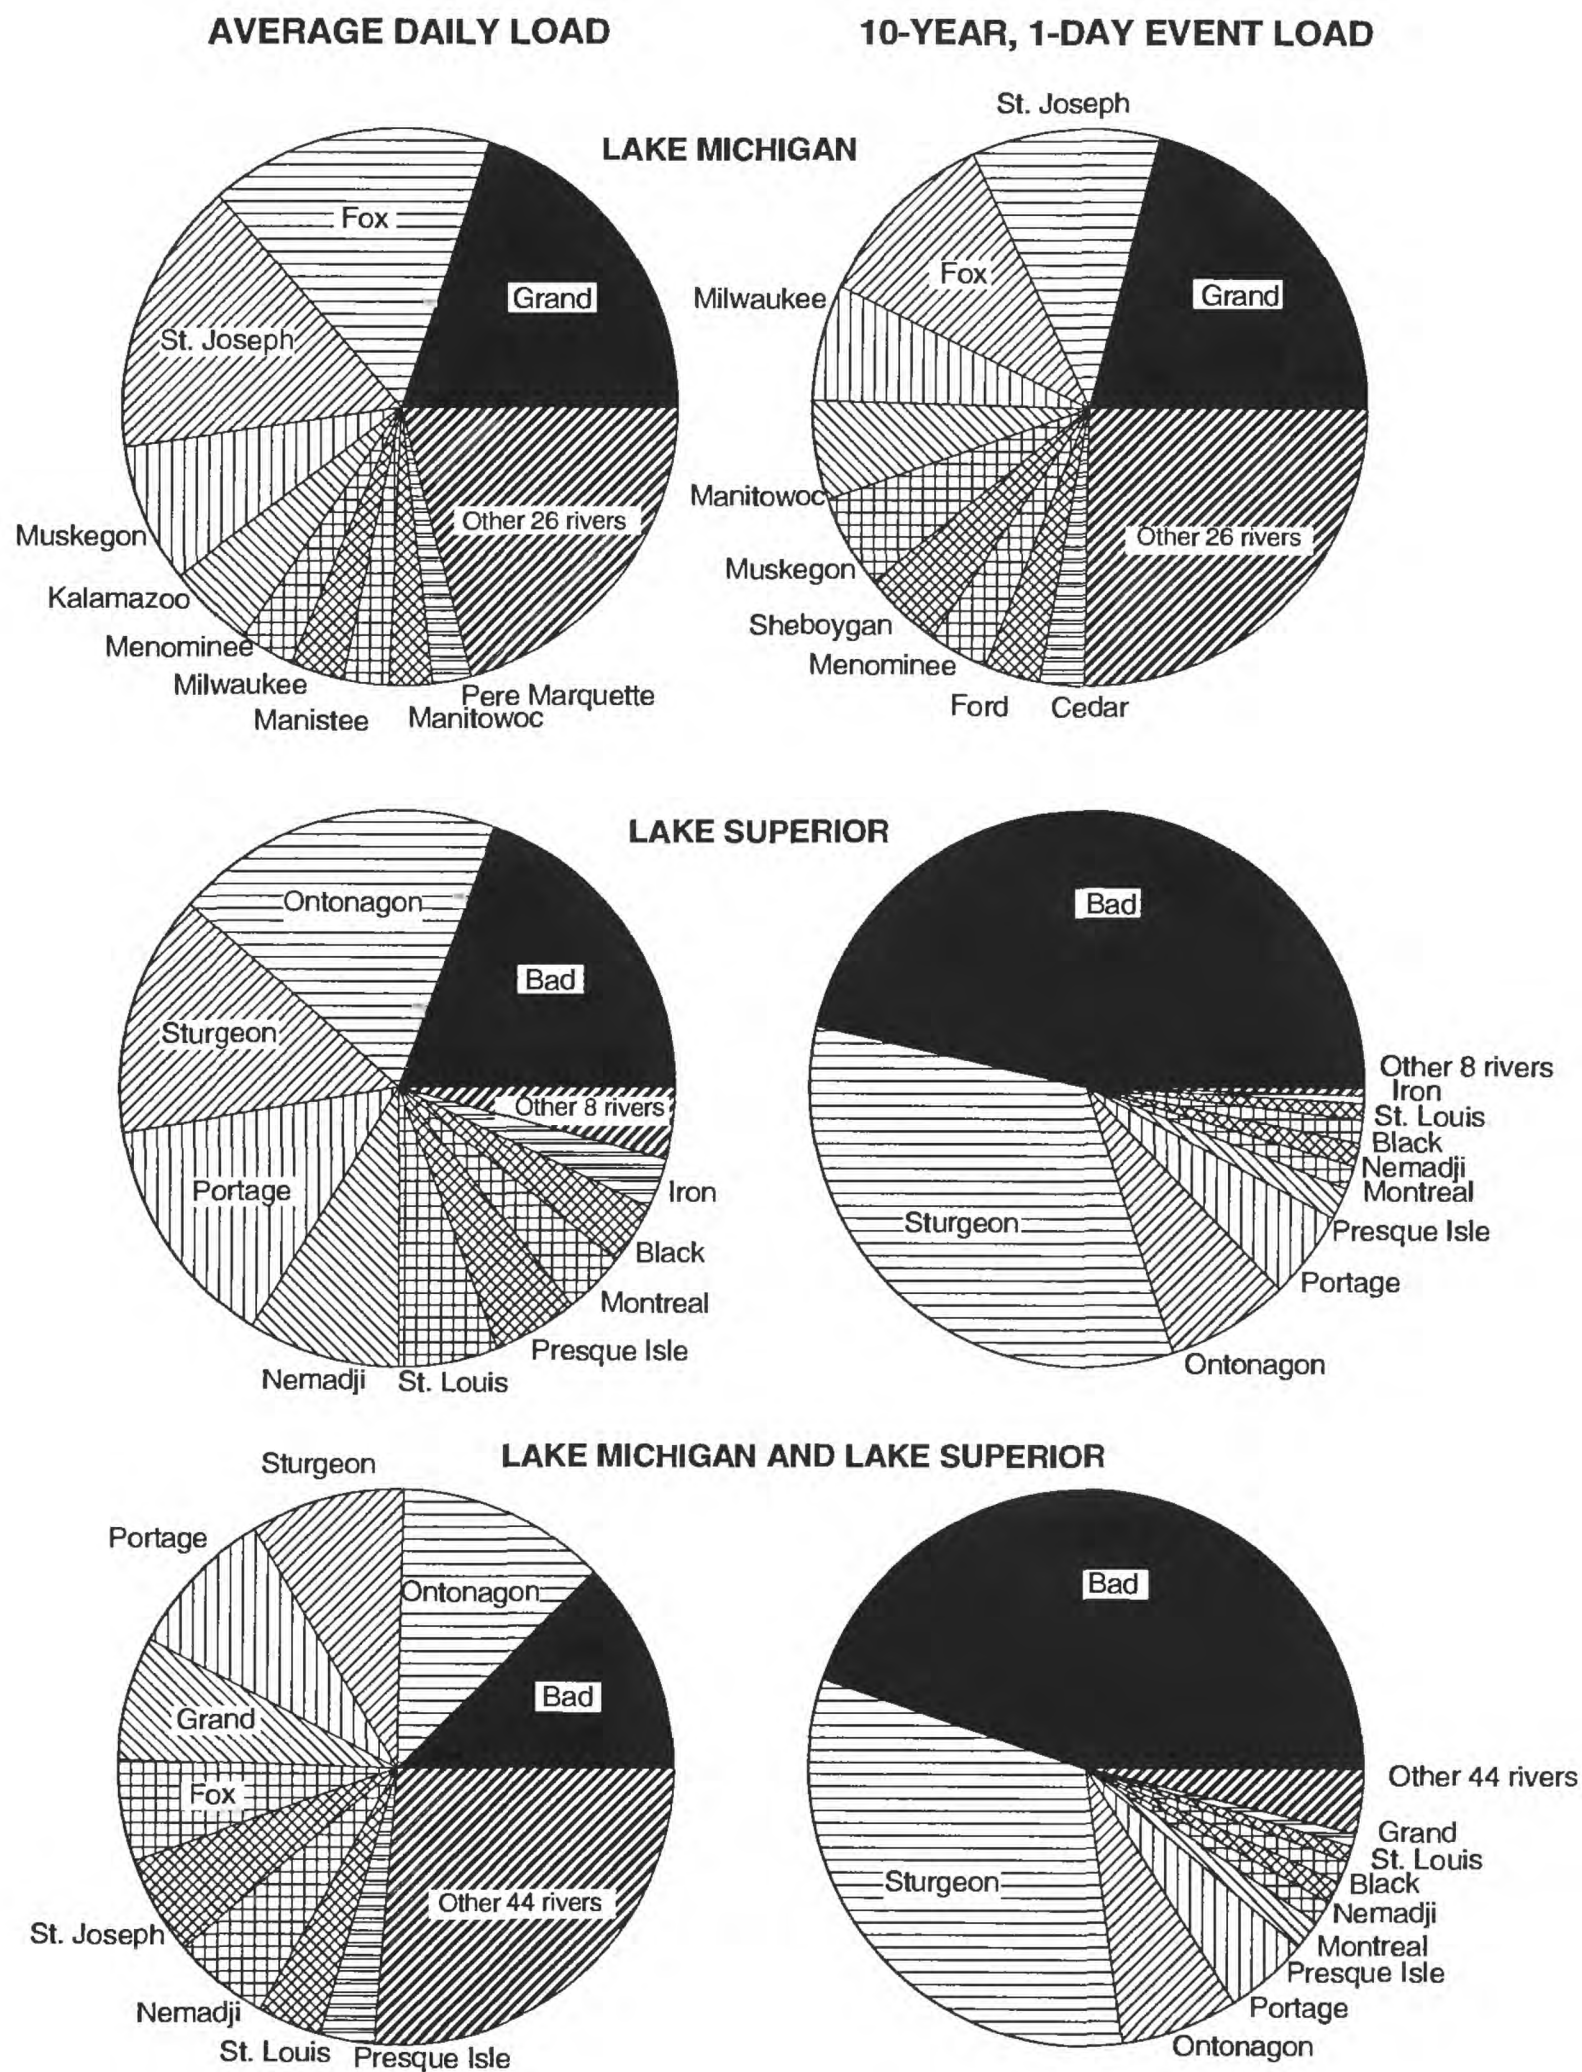 AVERAGE DAILY LOAD
10-YEAR, 1-DAY EVENT LOAD
LAKE MICHIGAN
Fox
Grand
St. Joseph
Muskegon
Kalamazoo
Menominee
Milwaukee
Manistee
Manitowoc
Pere Marquette
Other 26 rivers
St. Joseph
Grand
Fox
Milwaukee
Manitowoc
Muskegon
Sheboygan
Menominee
Ford
Cedar
Other 26 rivers
LAKE SUPERIOR
Ontonagon
Bad
Sturgeon
Portage
Nemadji
St. Louis
Presque Isle
Montreal
Black
Iron
Other 8 rivers
Bad
Other 8 rivers
Iron
St. Louis
Black
Nemadji
Montreal
Presque Isle
Portage
Ontonagon
Sturgeon
LAKE MICHIGAN AND LAKE SUPERIOR
Sturgeon
Portage
Ontonagon
Bad
Grand
Fox
St. Joseph
Nemadji
St. Louis
Presque Isle
Other 44 rivers
Bad
Other 44 rivers
Grand
St. Louis
Black
Nemadji
Montreal
Presque Isle
Portage
Ontonagon
Sturgeon